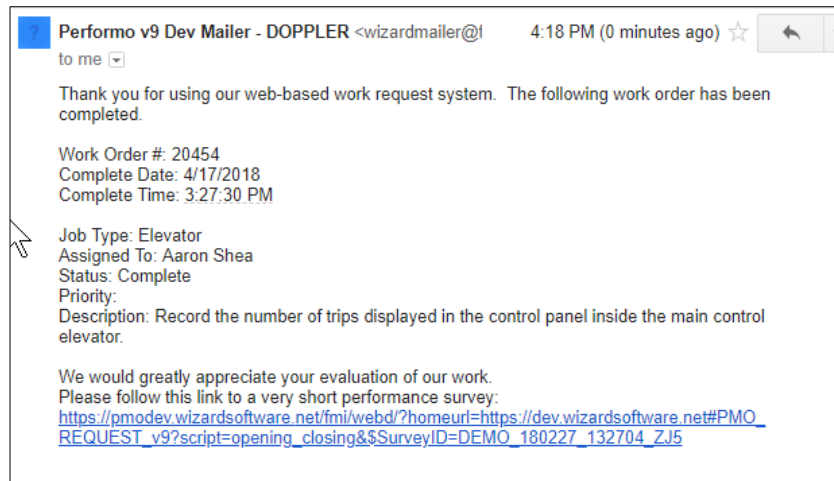 ?
Performo v9 Dev Mailer - DOPPLER <wizardmailer@f 4:18 PM (0 minutes ago)
to me
Thank you for using our web-based work request system.  The following work order has been
completed.
Work Order #: 20454
Complete Date: 4/17/2018
Complete Time: 3:27:30 PM
Job Type: Elevator
Assigned To: Aaron Shea
Status: Complete
Priority:
Description: Record the number of trips displayed in the control panel inside the main control
elevator.
We would greatly appreciate your evaluation of our work.
Please follow this link to a very short performance survey:
https://pmodev.wizardsoftware.net/fmi/webd/?homeurl=https://dev.wizardsoftware.net#PMO_
REQUEST_v9?script=opening_closing&$SurveyID=DEMO_180227_132704_ZJ5